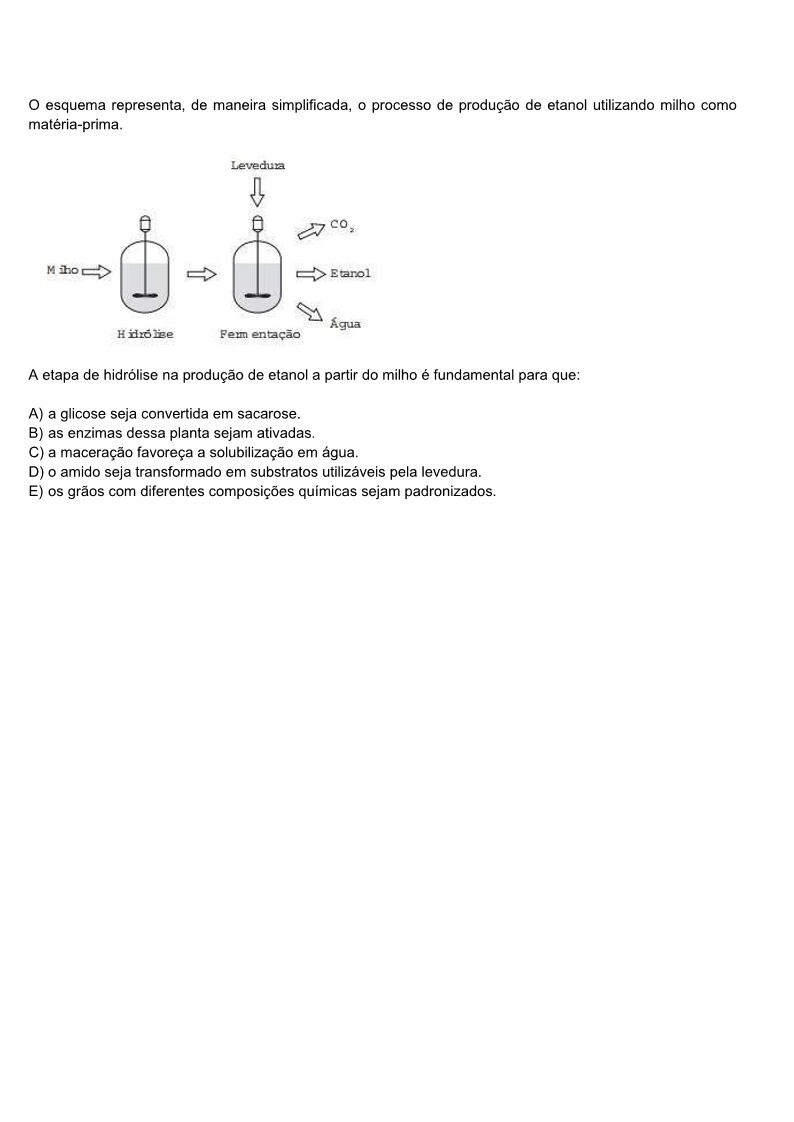 O esquema representa, de maneira simplificada, o processo de produção de etanol utilizando milho como
matéria-prima.
Levedura
CO2
Milho
Etanol
Água
Hidrólise
Fermentação
A etapa de hidrólise na produção de etanol a partir do milho é fundamental para que:
A) a glicose seja convertida em sacarose.
B) as enzimas dessa planta sejam ativadas.
C) a maceração favoreça a solubilização em água.
D) o amido seja transformado em substratos utilizáveis pela levedura.
E) os grãos com diferentes composições químicas sejam padronizados.